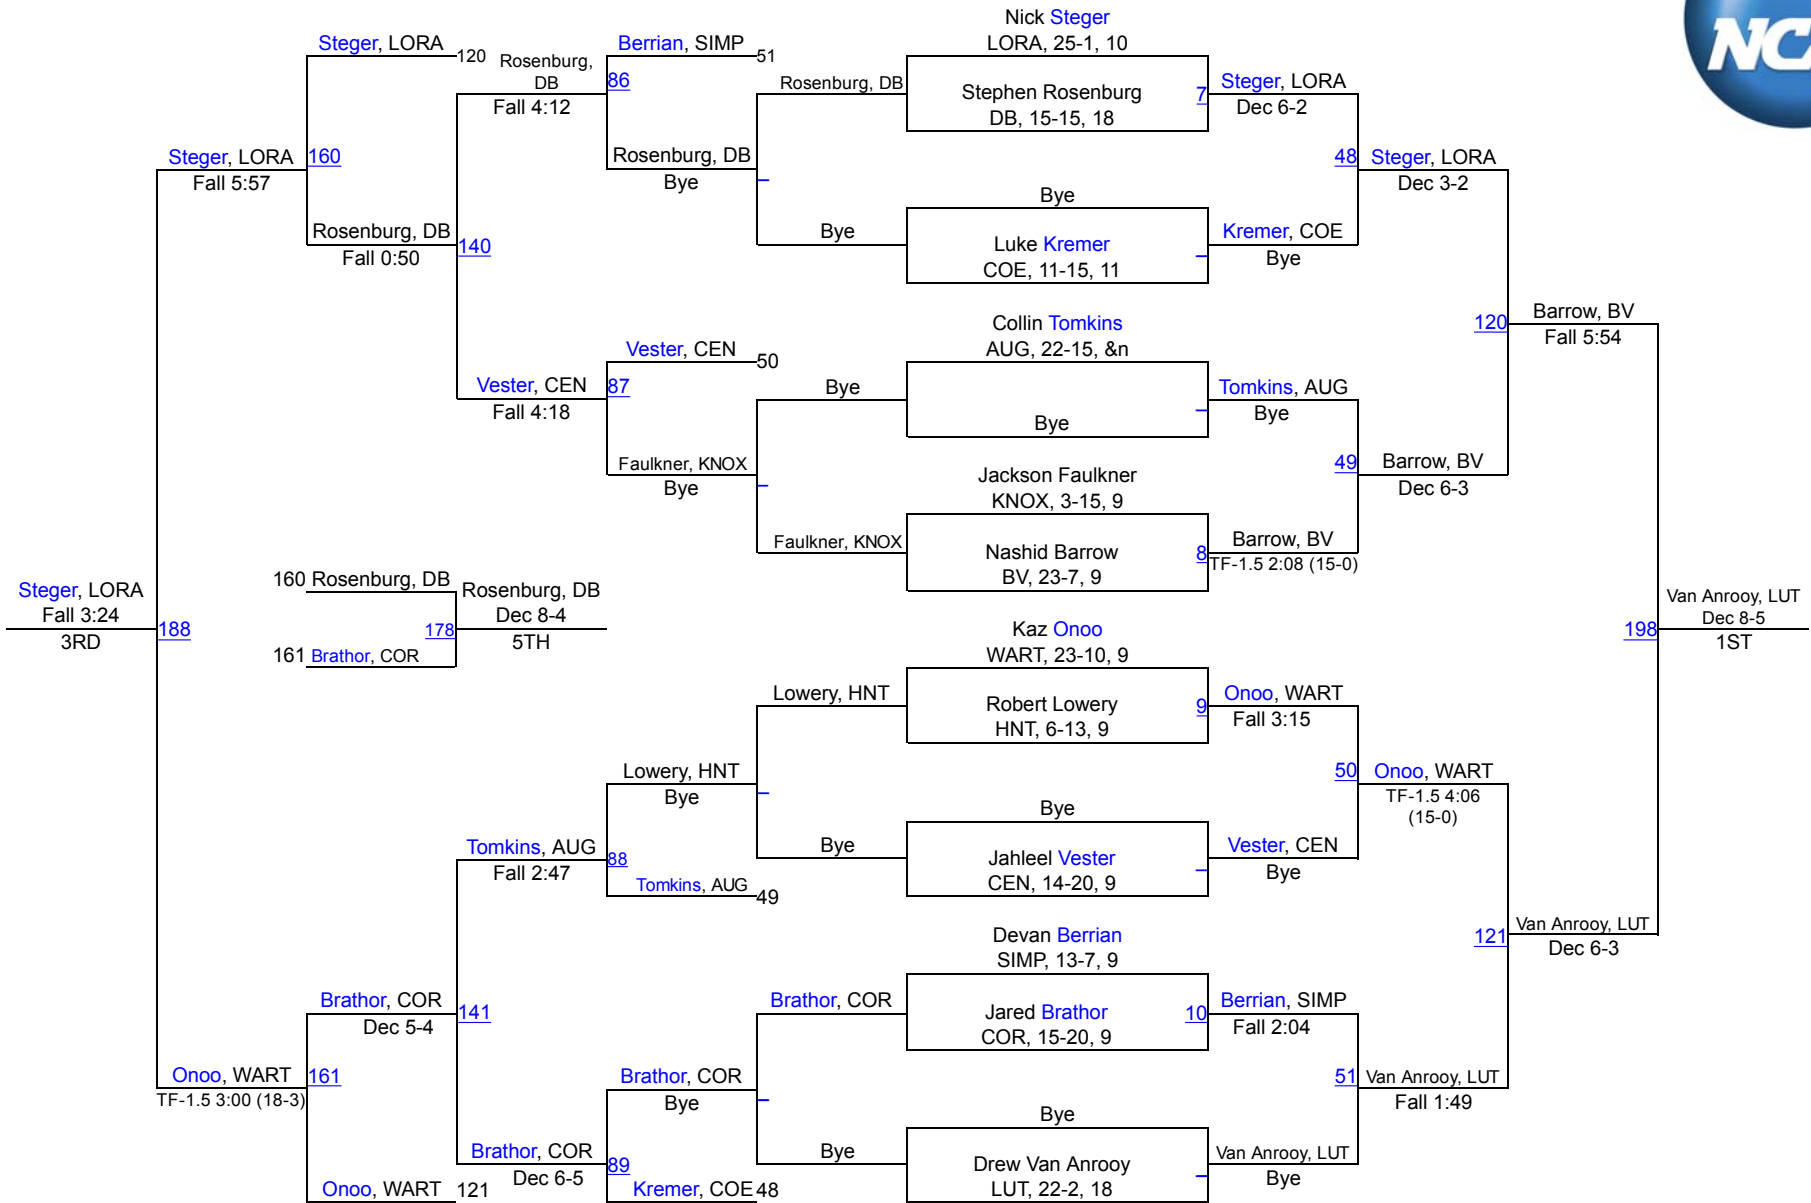 Nick Steger
LORA, 25-1, 10
Stephen Rosenburg
DB, 15-15, 18
7
Bye
Luke Kremer
COE, 11-15, 11
Collin Tomkins
AUG, 22-15, &n
Bye
Jackson Faulkner
KNOX, 3-15, 9
Nashid Barrow
BV, 23-7, 9
8
Kaz Onoo
WART, 23-10, 9
Robert Lowery
HNT, 6-13, 9
9
Bye
Jahleel Vester
CEN, 14-20, 9
Devan Berrian
SIMP, 13-7, 9
Jared Brathor
COR, 15-20, 9
10
Bye
Drew Van Anrooy
LUT, 22-2, 18
Steger, LORA
Dec 6-2
48
Kremer, COE
Bye
Tomkins, AUG
Bye
49
Barrow, BV
TF-1.5 2:08 (15-0)
Onoo, WART
Fall 3:15
50
Vester, CEN
Bye
Berrian, SIMP
Fall 2:04
51
Van Anrooy, LUT
Bye
Steger, LORA
Dec 3-2
120
Barrow, BV
Dec 6-3
Onoo, WART
TF-1.5 4:06
(15-0)
121
Van Anrooy, LUT
Fall 1:49
Barrow, BV
Fall 5:54
198
Van Anrooy, LUT
Dec 6-3
Van Anrooy, LUT
Dec 8-5
1ST
Rosenburg, DB
Bye
Bye
Faulkner, KNOX
Lowery, HNT
Bye
Brathor, COR
Bye
Berrian, SIMP
51
86
Rosenburg, DB
Bye
Vester, CEN
50
87
Faulkner, KNOX
Bye
Lowery, HNT
Bye
88
Tomkins, AUG
49
Brathor, COR
Bye
89
Kremer, COE
48
Rosenburg,
DB
Fall 4:12
140
Vester, CEN
Fall 4:18
Tomkins, AUG
Fall 2:47
141
Brathor, COR
Dec 6-5
Steger, LORA
120
160
Rosenburg, DB
Fall 0:50
Brathor, COR
Dec 5-4
161
Onoo, WART
121
Steger, LORA
Fall 5:57
188
Onoo, WART
TF-1.5 3:00 (18-3)
Steger, LORA
Fall 3:24
3RD
160 Rosenburg, DB
178
161 Brathor, COR
Rosenburg, DB
Dec 8-4
5TH